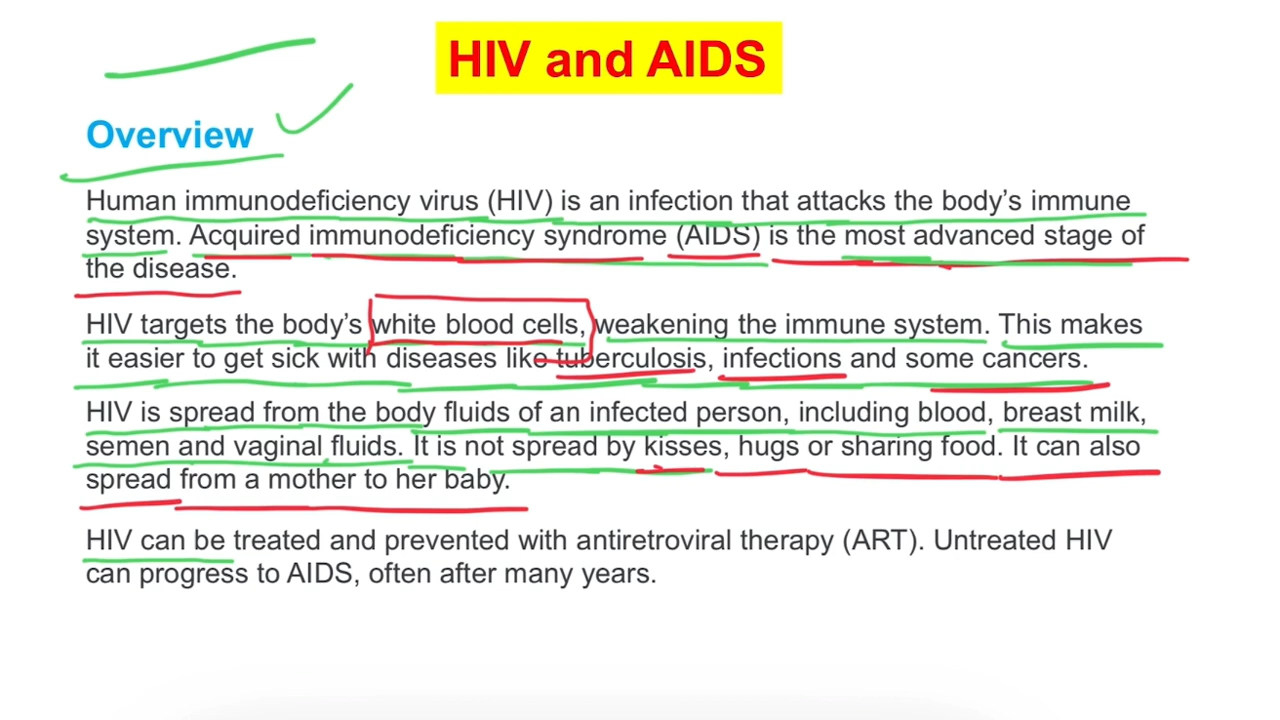 HIV and AIDS
Overview
Human immunodeficiency virus (HIV) is an infection that attacks the body’s immune
system. Acquired immunodeficiency syndrome (AIDS) is the most advanced stage of
the disease.
HIV targets the body’s white blood cells, weakening the immune system. This makes
it easier to get sick with diseases like tuberculosis, infections and some cancers.
HIV is spread from the body fluids of an infected person, including blood, breast milk,
semen and vaginal fluids. It is not spread by kisses, hugs or sharing food. It can also
spread from a mother to her baby.
HIV can be treated and prevented with antiretroviral therapy (ART). Untreated HIV
can progress to AIDS, often after many years.